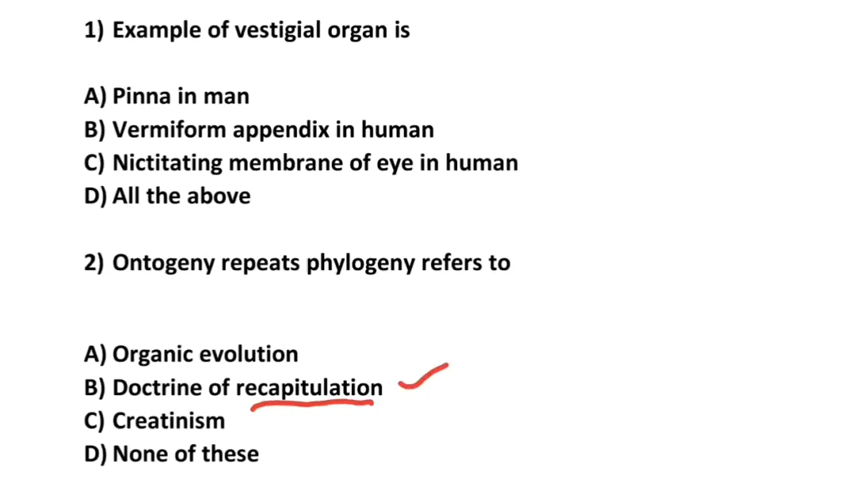 1) Example of vestigial organ is
A) Pinna in man
B) Vermiform appendix in human
C) Nictitating membrane of eye in human
D) All the above
2) Ontogeny repeats phylogeny refers to
A) Organic evolution
B) Doctrine of recapitulation
C) Creatinism
D) None of these